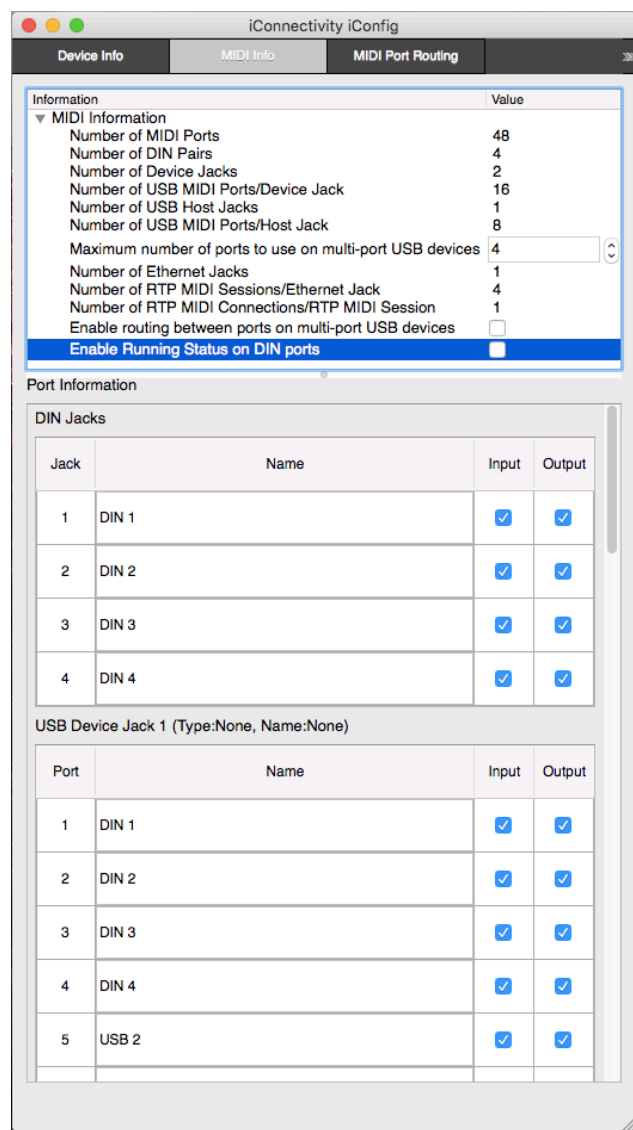 iConnectivity iConfig
Device Info MIDI Info MIDI Port Routing »
Information Value
MIDI Information
Number of MIDI Ports 48
Number of DIN Pairs 4
Number of Device Jacks 2
Number of USB MIDI Ports/Device Jack 16
Number of USB Host Jacks 1
Number of USB MIDI Ports/Host Jack 8
Maximum number of ports to use on multi-port USB devices 4
Number of Ethernet Jacks 1
Number of RTP MIDI Sessions/Ethernet Jack 4
Number of RTP MIDI Connections/RTP MIDI Session 1
Enable routing between ports on multi-port USB devices
Enable Running Status on DIN ports
Port Information
DIN Jacks
Jack Name Input Output
1 DIN 1
2 DIN 2
3 DIN 3
4 DIN 4
USB Device Jack 1 (Type:None, Name:None)
Port Name Input Output
1 DIN 1
2 DIN 2
3 DIN 3
4 DIN 4
5 USB 2